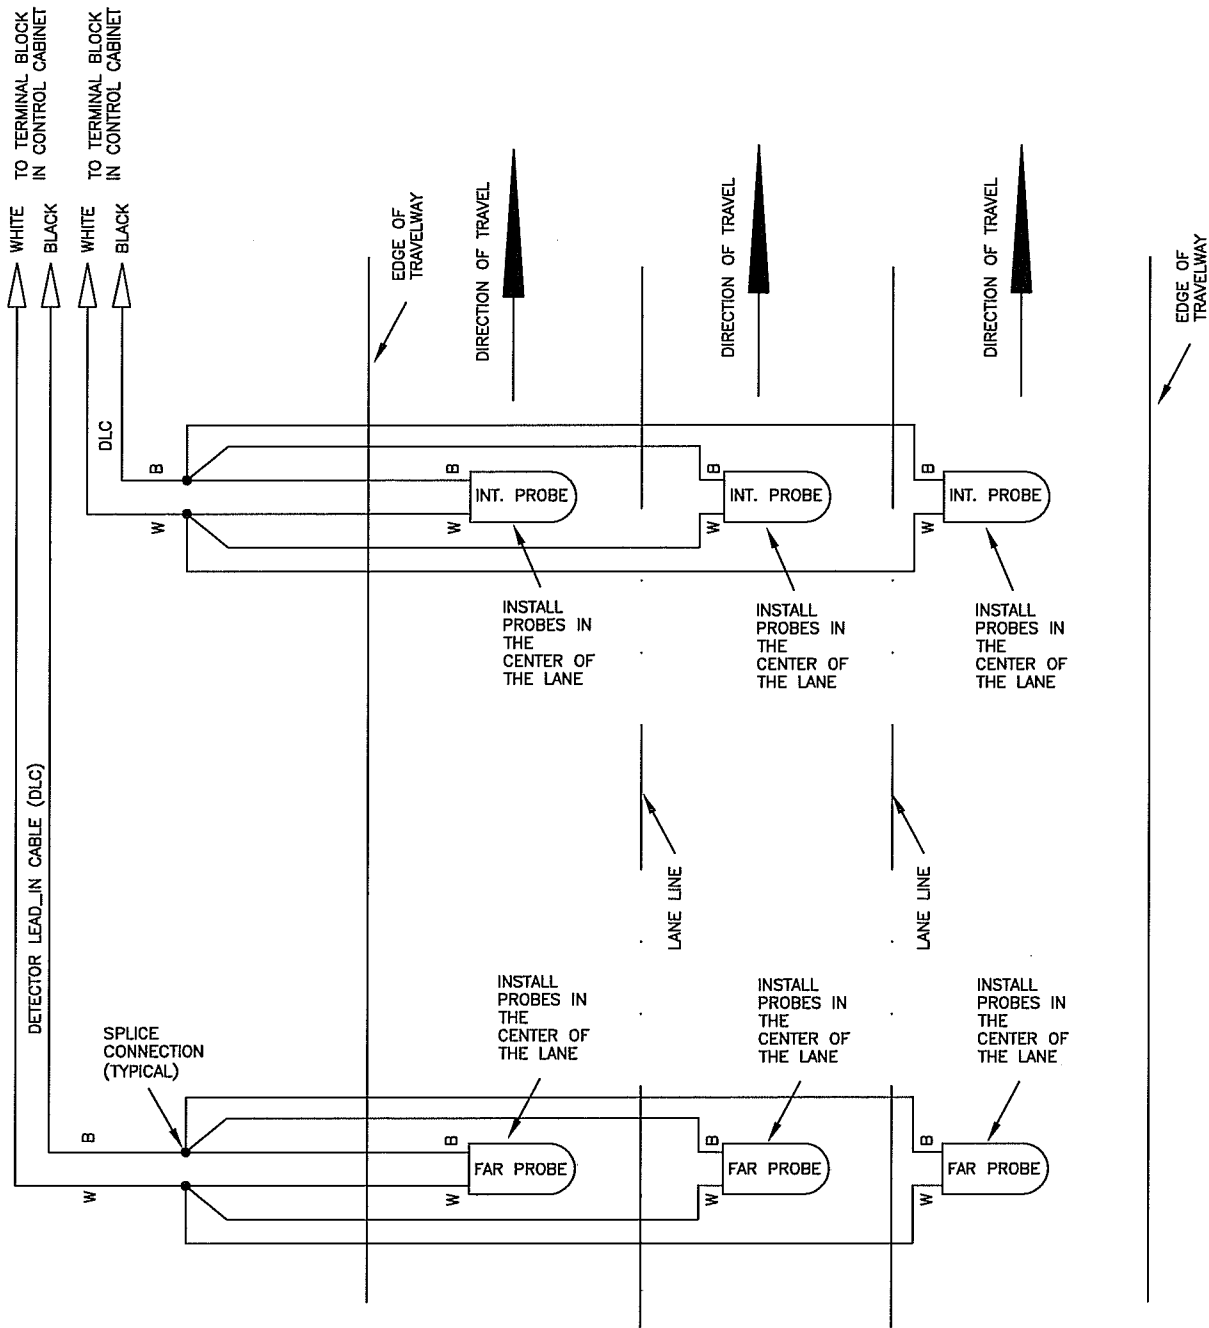 TO TERMINAL BLOCK
IN CONTROL CABINET
TO TERMINAL BLOCK
IN CONTROL CABINET
WHITE
BLACK
WHITE
BLACK
EDGE OF
TRAVELWAY
DIRECTION OF TRAVEL
DIRECTION OF TRAVEL
DIRECTION OF TRAVEL
EDGE OF
TRAVELWAY
DLC
B
W
B
W
INT. PROBE
B
W
INT. PROBE
B
W
INT. PROBE
INSTALL
PROBES IN
THE
CENTER OF
THE LANE
INSTALL
PROBES IN
THE
CENTER OF
THE LANE
INSTALL
PROBES IN
THE
CENTER OF
THE LANE
DETECTOR LEAD_IN CABLE (DLC)
LANE LINE
LANE LINE
SPLICE
CONNECTION
(TYPICAL)
INSTALL
PROBES IN
THE
CENTER OF
THE LANE
INSTALL
PROBES IN
THE
CENTER OF
THE LANE
INSTALL
PROBES IN
THE
CENTER OF
THE LANE
B
W
B
W
FAR PROBE
B
W
FAR PROBE
B
W
FAR PROBE